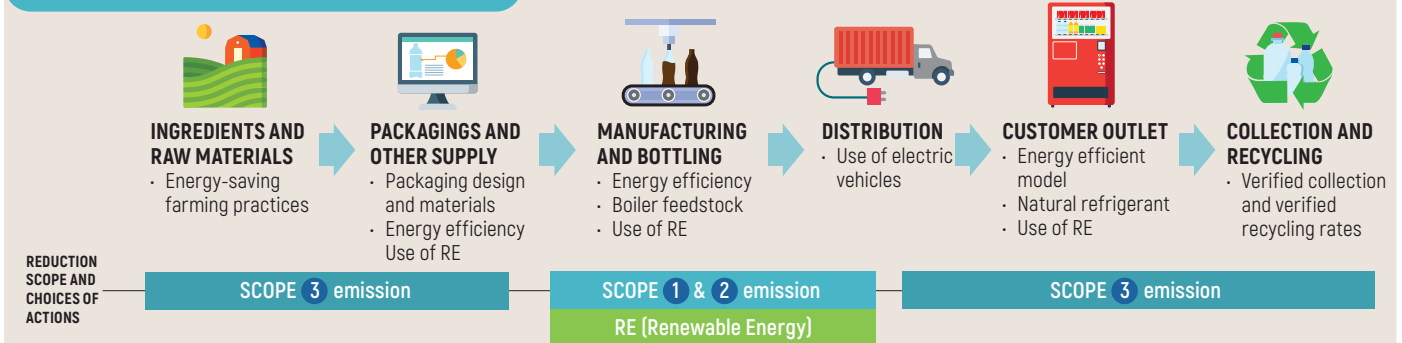 INGREDIENTS AND
RAW MATERIALS
· Energy-saving
farming practices
PACKAGINGS AND
OTHER SUPPLY
· Packaging design
and materials
· Energy efficiency
Use of RE
MANUFACTURING
AND BOTTLING
· Energy efficiency
· Boiler feedstock
· Use of RE
DISTRIBUTION
· Use of electric
vehicles
CUSTOMER OUTLET
· Energy efficient
model
· Natural refrigerant
· Use of RE
COLLECTION AND
RECYCLING
· Verified collection
and verified
recycling rates
REDUCTION
SCOPE AND
CHOICES OF
ACTIONS
SCOPE 3 emission
SCOPE 1 & 2 emission
RE (Renewable Energy)
SCOPE 3 emission